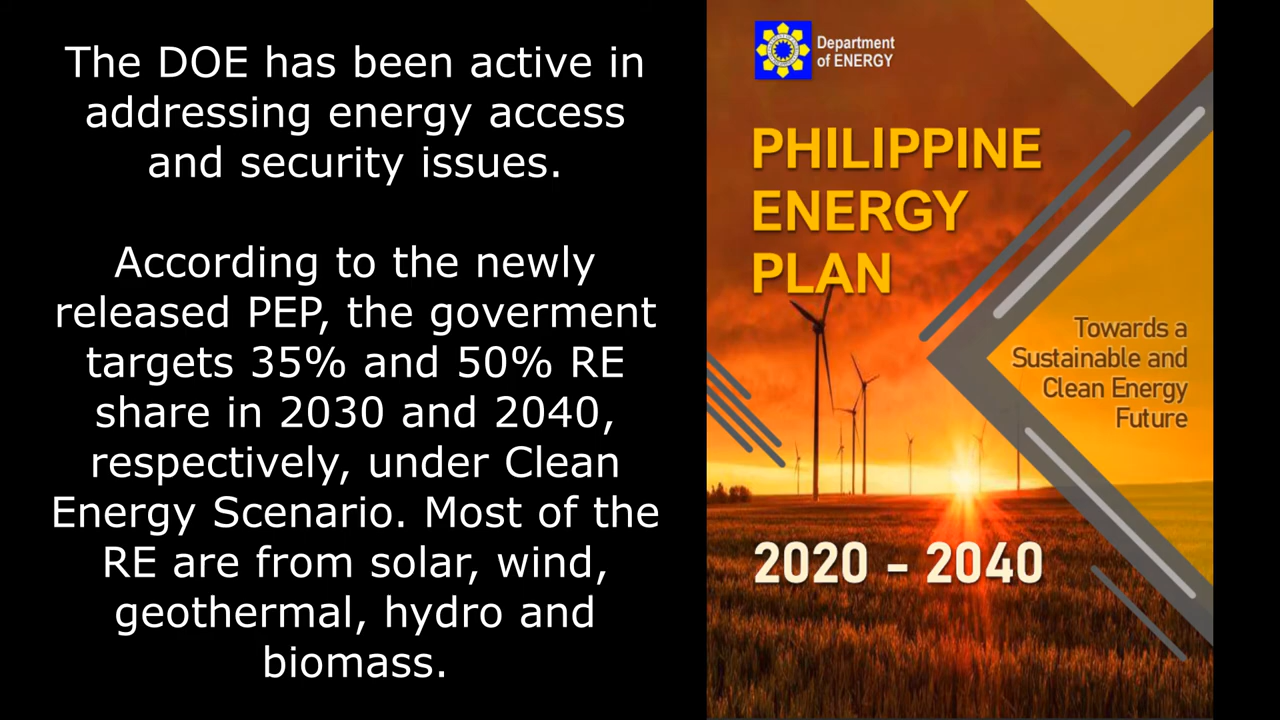 The DOE has been active in
addressing energy access
and security issues.
According to the newly
released PEP, the goverment
targets 35% and 50% RE
share in 2030 and 2040,
respectively, under Clean
Energy Scenario. Most of the
RE are from solar, wind,
geothermal, hydro and
biomass.
Department
of ENERGY
PHILIPPINE
ENERGY
PLAN
Towards a
Sustainable and
Clean Energy
Future
2020 - 2040